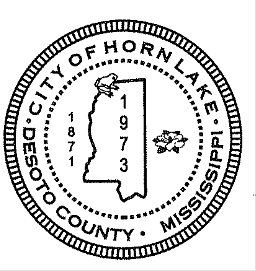 CITY OF HORN LAKE
DESOTO COUNTY • MISSISSIPPI
1871
1973